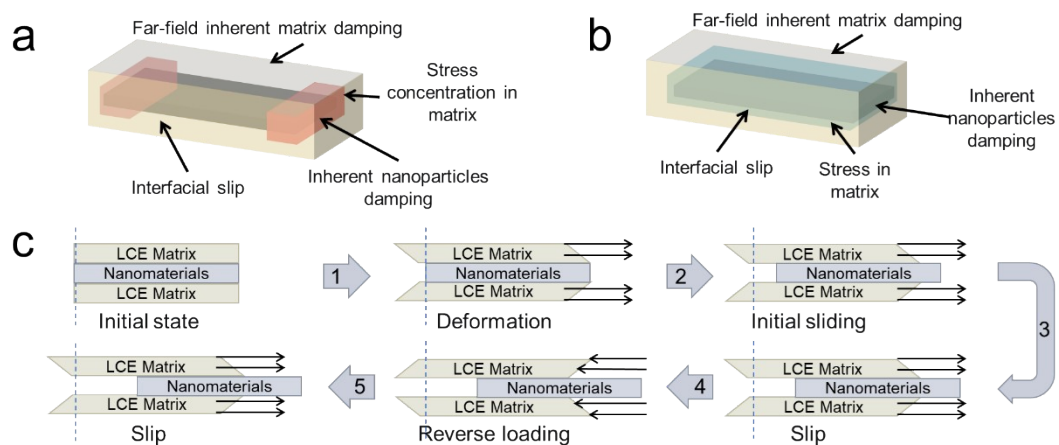 a
Far-field inherent matrix damping
Stress
concentration in
matrix
Inherent nanoparticles
damping
Interfacial slip
b
Far-field inherent matrix damping
Inherent
nanoparticles
damping
Stress in
matrix
Interfacial slip
c
LCE Matrix
Nanomaterials
LCE Matrix
Initial state
1
LCE Matrix
Nanomaterials
LCE Matrix
Deformation
2
LCE Matrix
Nanomaterials
LCE Matrix
Initial sliding
3
LCE Matrix
Nanomaterials
LCE Matrix
Slip
4
LCE Matrix
Nanomaterials
LCE Matrix
Reverse loading
5
LCE Matrix
Nanomaterials
LCE Matrix
Slip